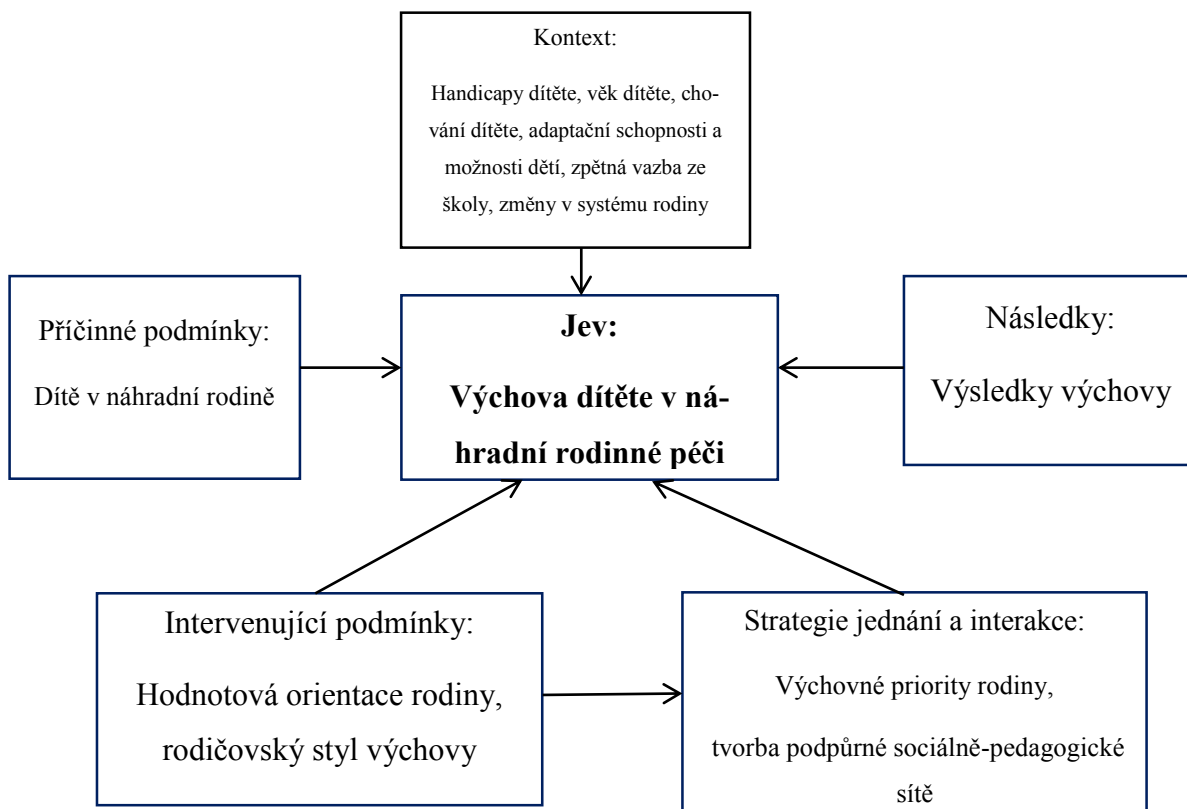 Kontext:
Handicapy dítěte, věk dítěte, cho-
vání dítěte, adaptační schopnosti a
možnosti dětí, zpětná vazba ze
školy, změny v systému rodiny
Příčinné podmínky:
Dítě v náhradní rodině
Jev:
Výchova dítěte v ná-
hradní rodinné péči
Následky:
Výsledky výchovy
Intervenující podmínky:
Hodnotová orientace rodiny,
rodičovský styl výchovy
Strategie jednání a interakce:
Výchovné priority rodiny,
tvorba podpůrné sociálně-pedagogické
sítě